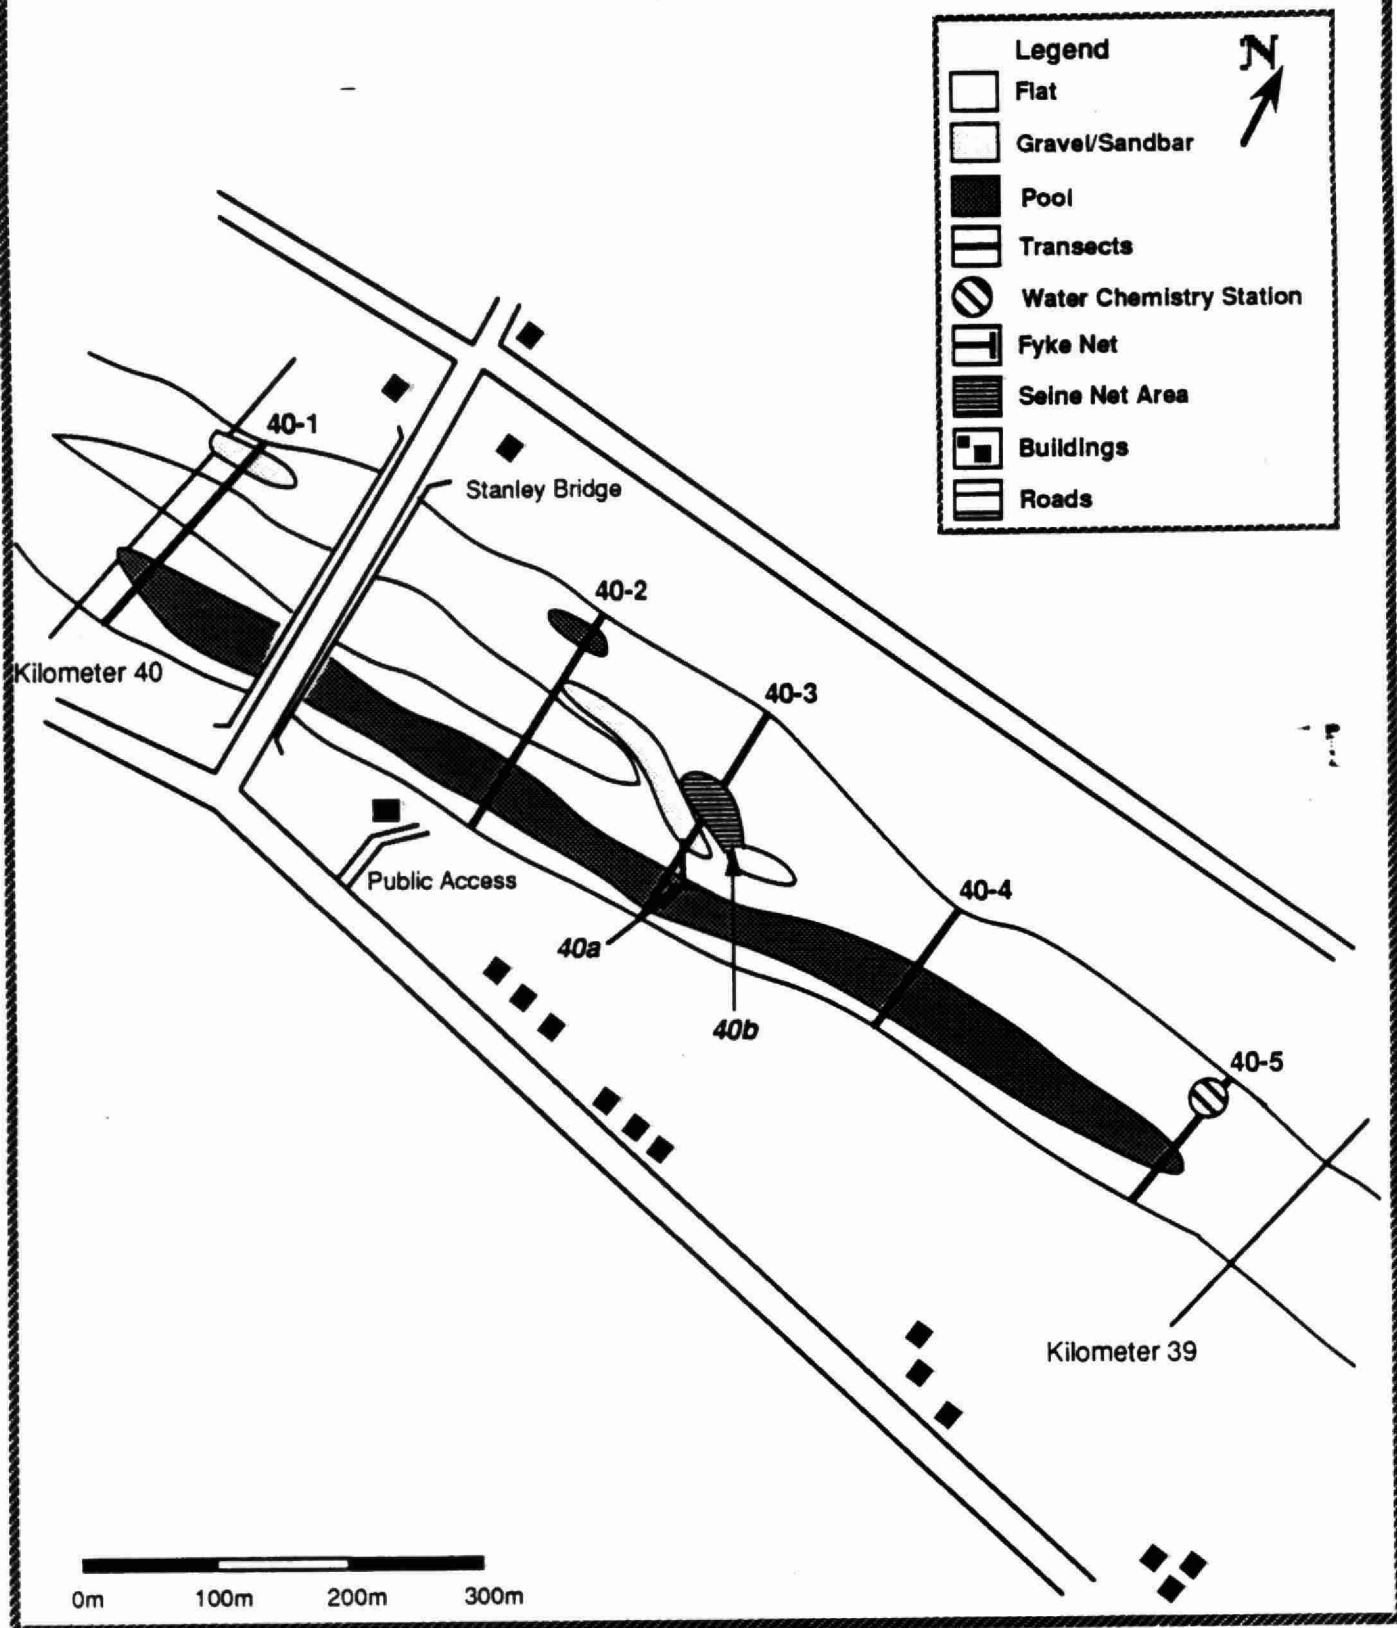 Legend
N
Flat
Gravel/Sandbar
Pool
Transects
Water Chemistry Station
Fyke Net
Seine Net Area
Buildings
Roads
40-1
Stanley Bridge
40-2
Kilometer 40
40-3
Public Access
40-4
40a
40b
40-5
Kilometer 39
0m 100m 200m 300m